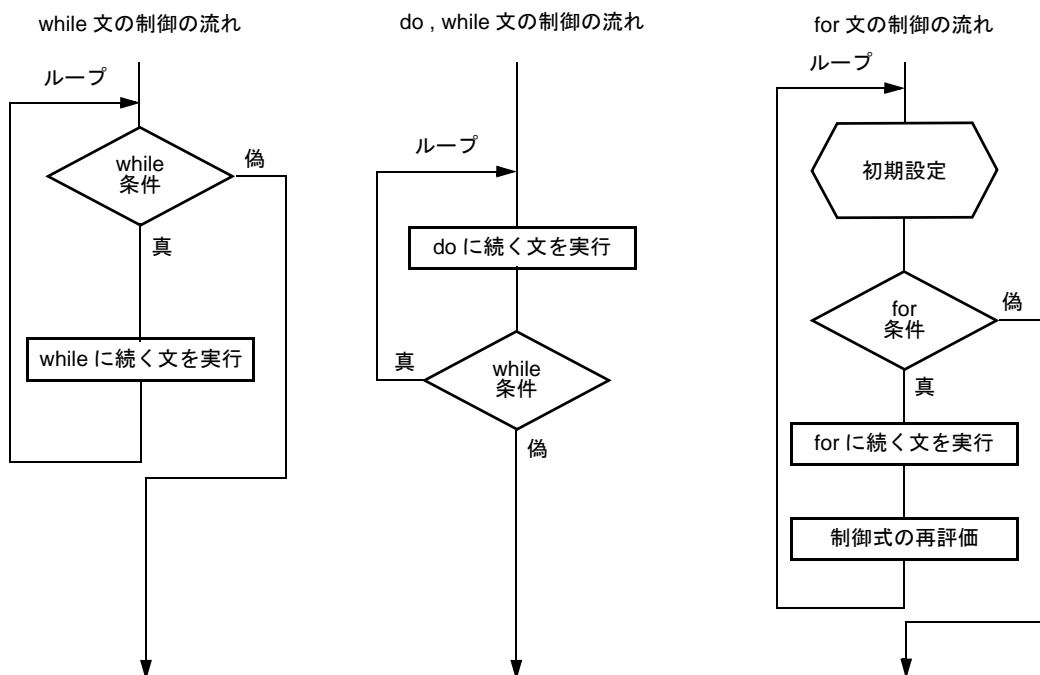 while 文の制御の流れ
ループ
while
条件
偽
真
while に続く文を実行
do , while 文の制御の流れ
ループ
do に続く文を実行
真
while
条件
偽
for 文の制御の流れ
ループ
初期設定
for
条件
偽
真
for に続く文を実行
制御式の再評価